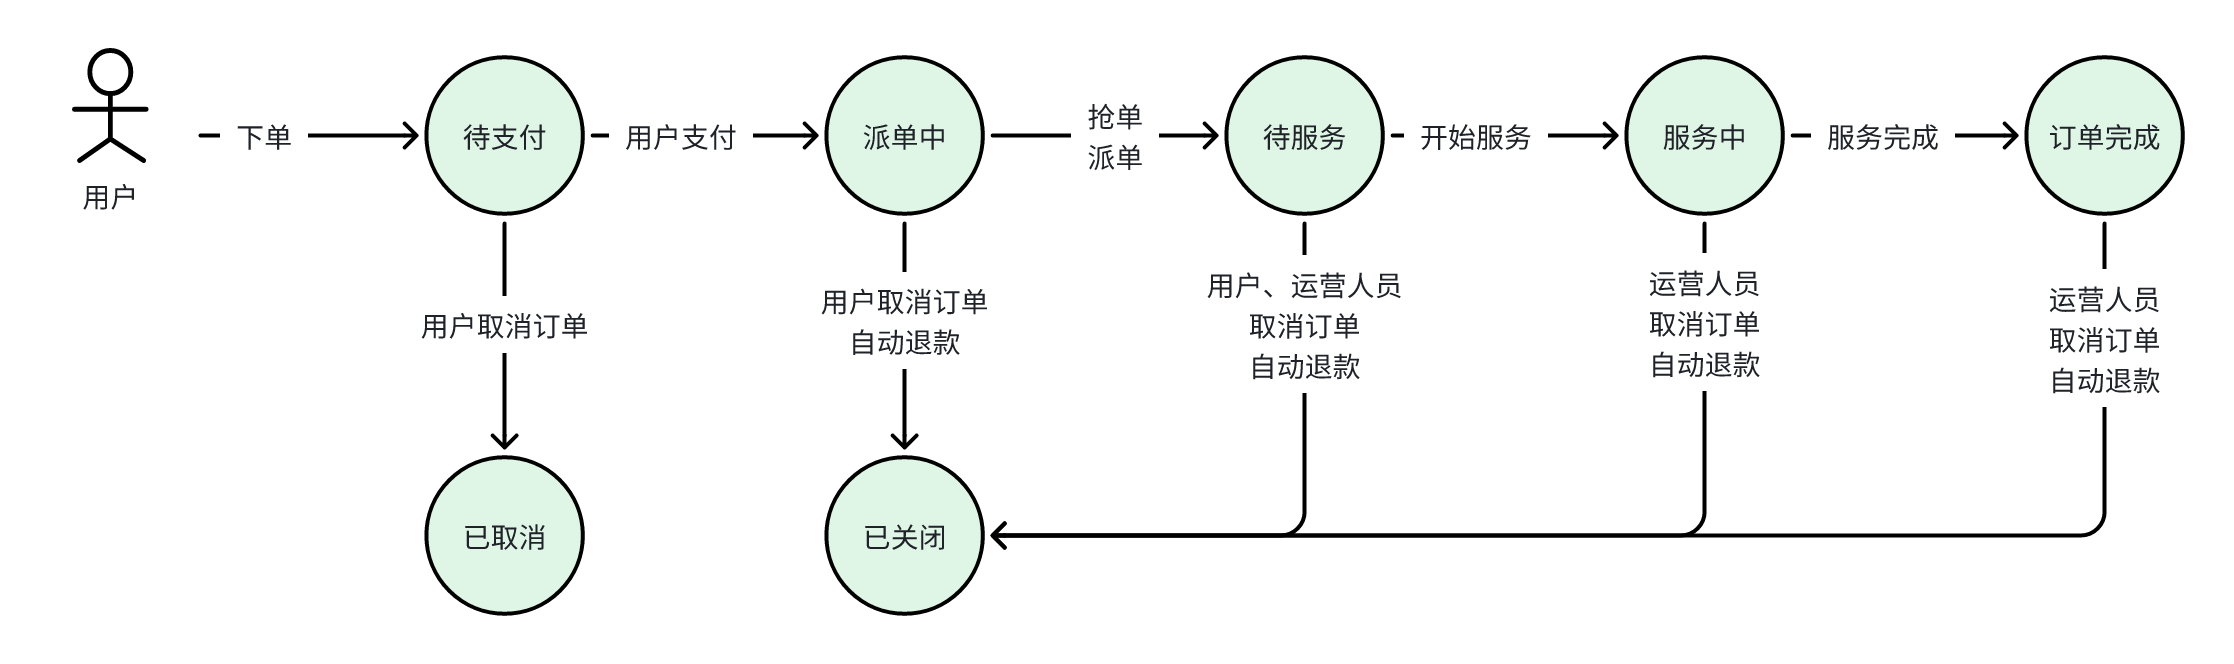 用户
下单
待支付
用户支付
派单中
抢单
派单
待服务
开始服务
服务中
服务完成
订单完成
用户取消订单
用户取消订单
自动退款
用户、运营人员
取消订单
自动退款
运营人员
取消订单
自动退款
运营人员
取消订单
自动退款
已取消
已关闭